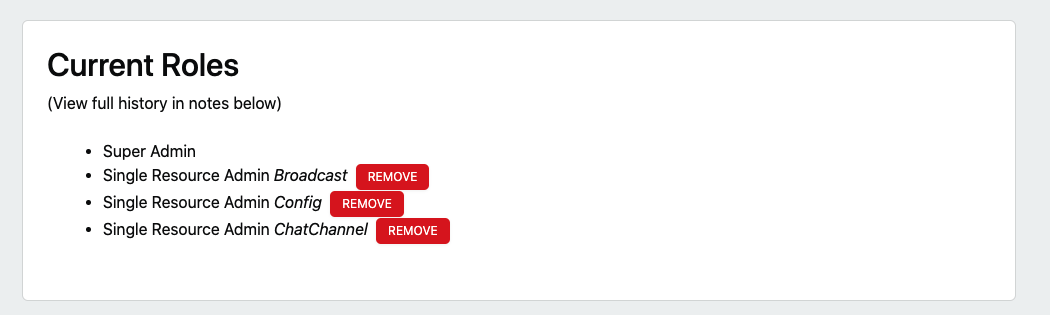 Current Roles
(View full history in notes below)
Super Admin
Single Resource Admin Broadcast REMOVE
Single Resource Admin Config REMOVE
Single Resource Admin ChatChannel REMOVE